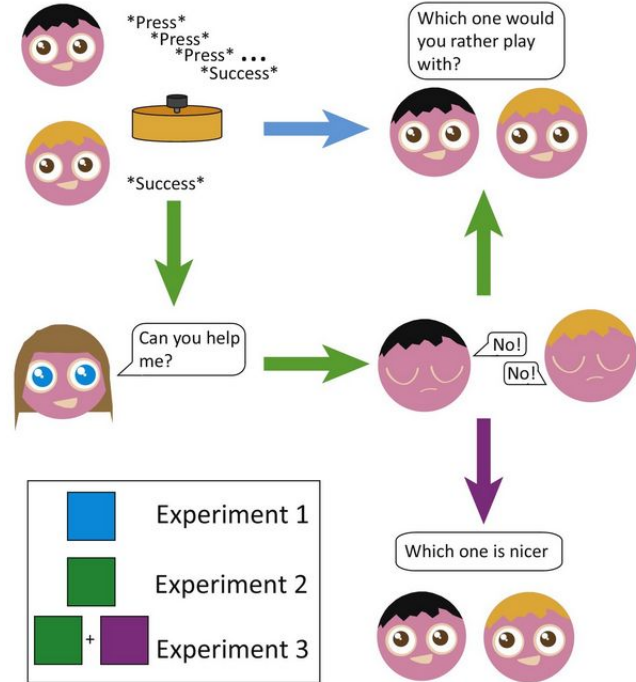 *Press*
*Press*
*Press* ...
*Success*
*Success*
Which one would
you rather play
with?
Can you help
me?
No!
No!
Which one is nicer
Experiment 1
Experiment 2
+
Experiment 3